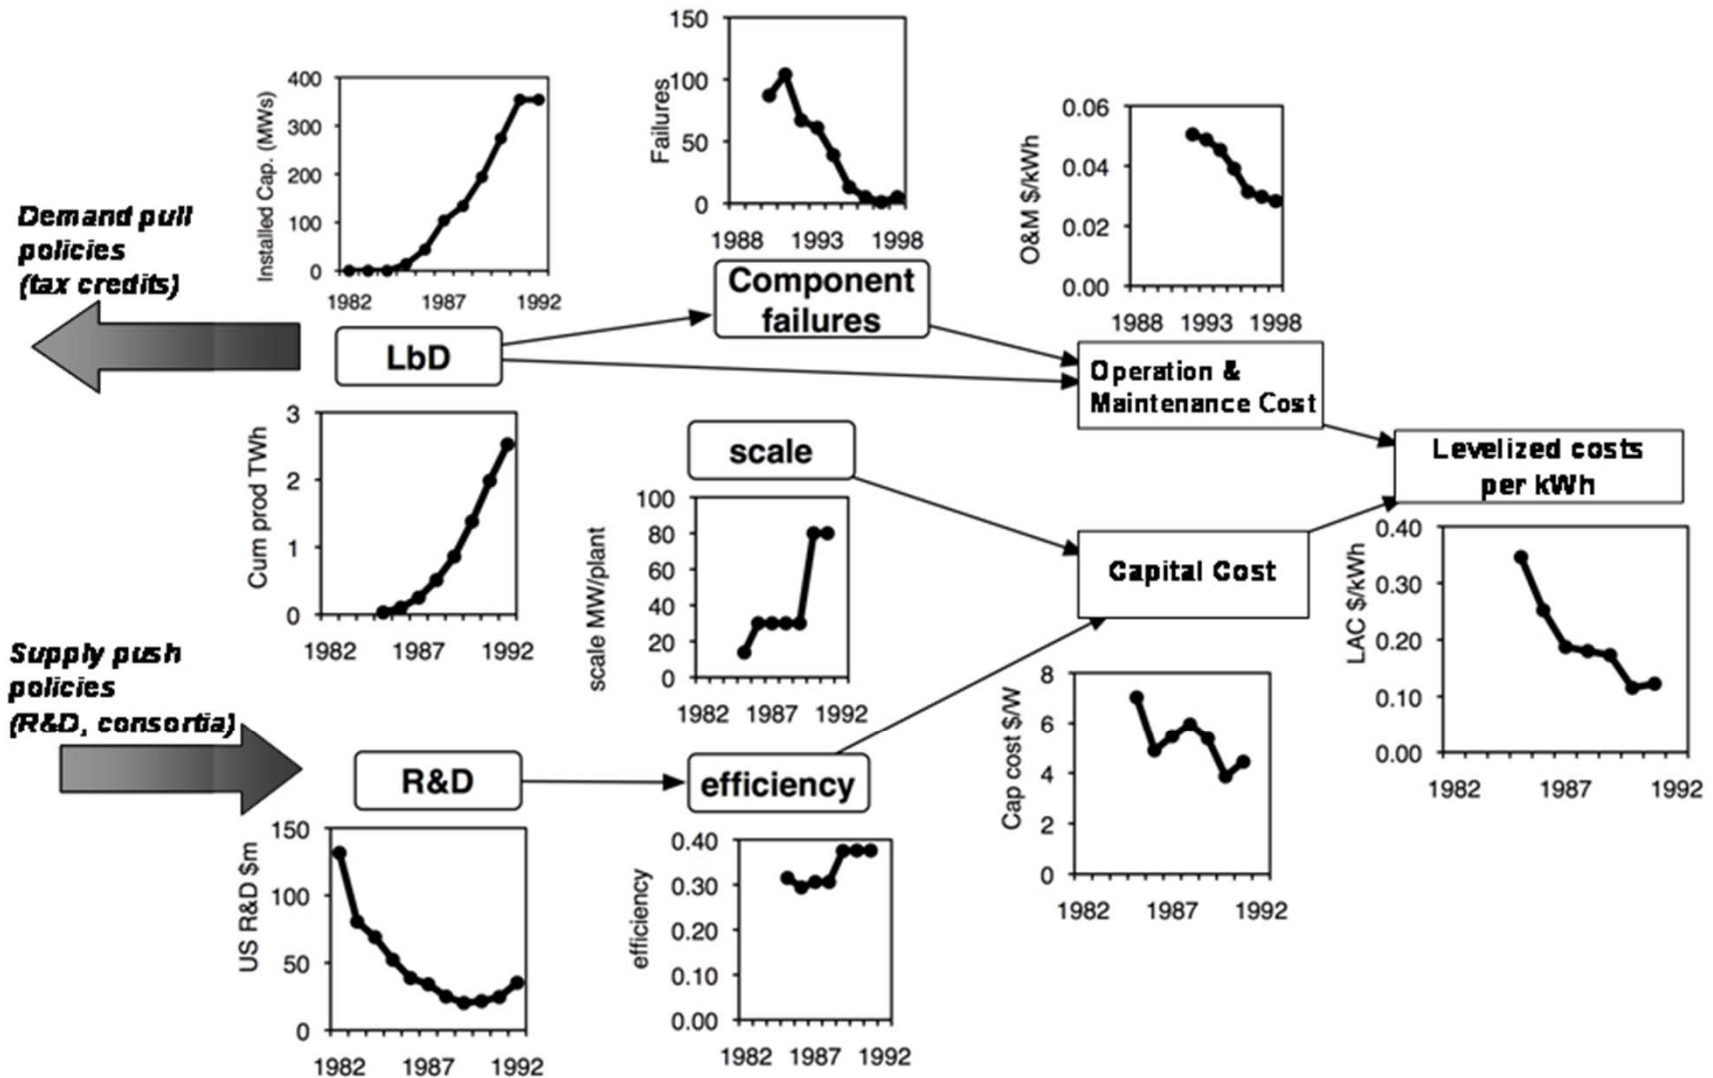 Demand pull
policies
(tax credits)
Installed Cap. (MWs)
400
300
200
100
0
1982 1987 1992
LbD
Cum prod TWh
3
2
1
0
1982 1987 1992
Failures
150
100
50
0
1988 1993 1998
Component
failures
O&M $/kWh
0.06
0.04
0.02
0.00
1988 1993 1998
Operation &
Maintenance Cost
scale
scale MW/plant
100
80
60
40
20
0
1982 1987 1992
Levelized costs
per kWh
LAC $/kWh
0.40
0.30
0.20
0.10
0.00
1982 1987 1992
Capital Cost
Cap cost $/W
8
6
4
2
0
1982 1987 1992
Supply push
policies
(R&D, consortia)
R&D
US R&D $m
150
100
50
0
1982 1987 1992
efficiency
efficiency
0.40
0.30
0.20
0.10
0.00
1982 1987 1992